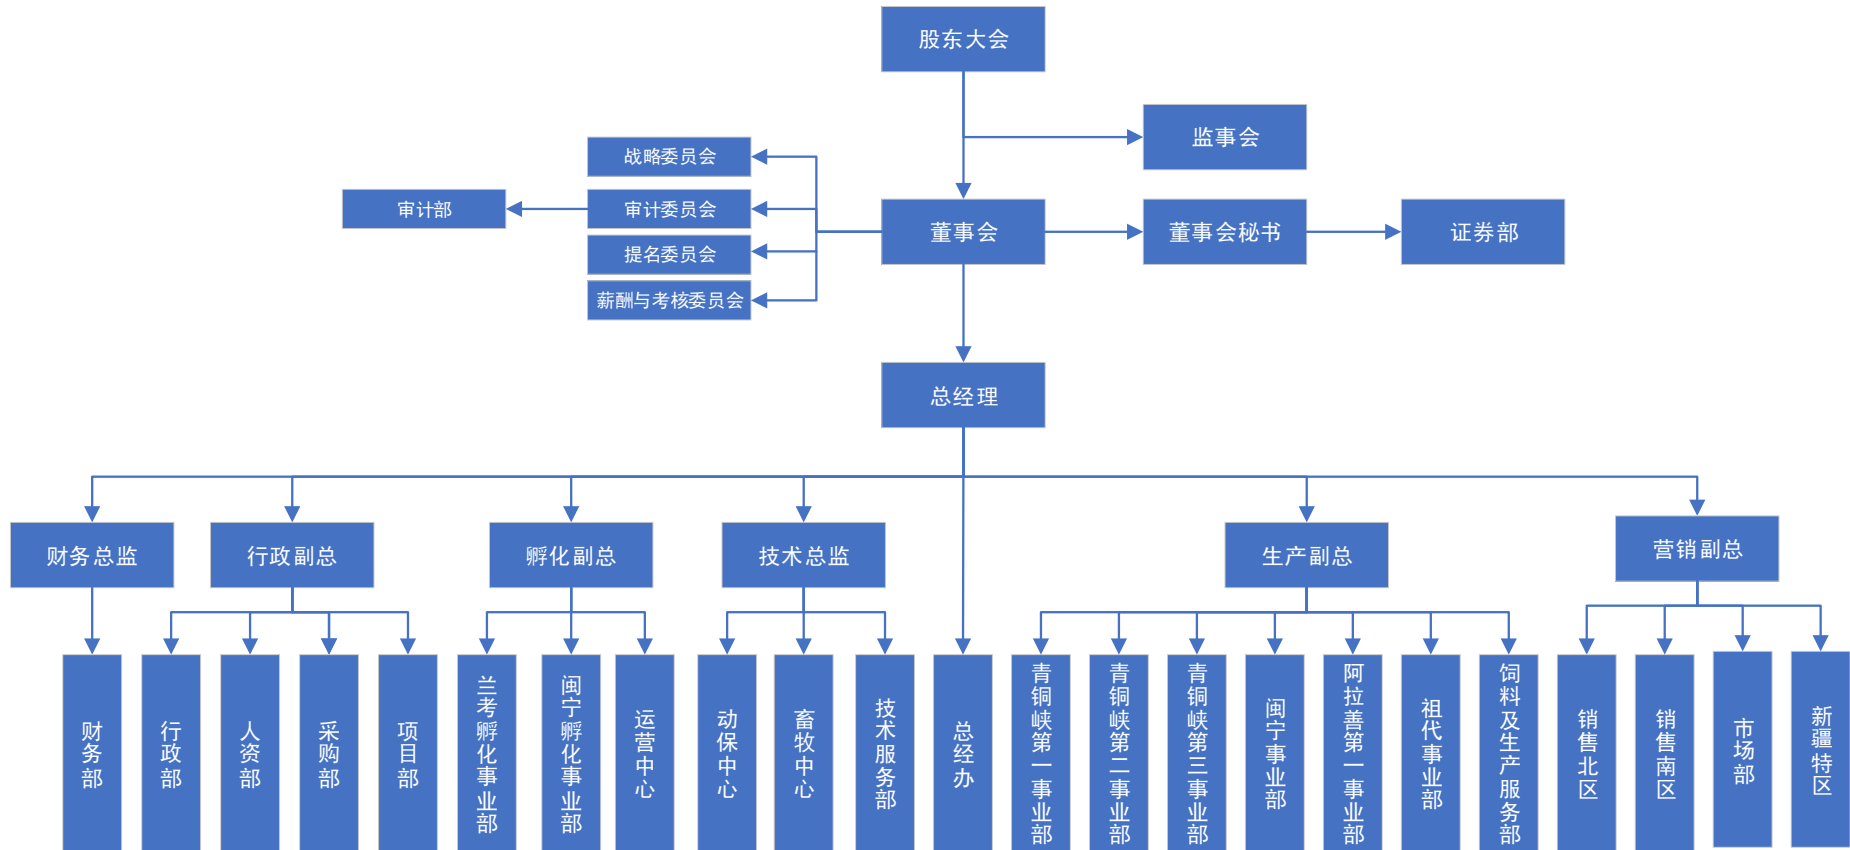 股东大会
监事会
战略委员会
审计部
审计委员会
董事会
董事会秘书
证券部
提名委员会
薪酬与考核委员会
总经理
财务总监
行政副总
孵化副总
技术总监
生产副总
营销副总
财务部
行政部
人资部
采购部
项目部
兰考孵化事业部
闽宁孵化事业部
运营中心
动保中心
畜牧中心
技术服务部
总经办
青铜峡第一事业部
青铜峡第二事业部
青铜峡第三事业部
闽宁事业部
阿拉善第一事业部
祖代事业部
饲料及生产服务部
销售北区
销售南区
市场部
新疆特区